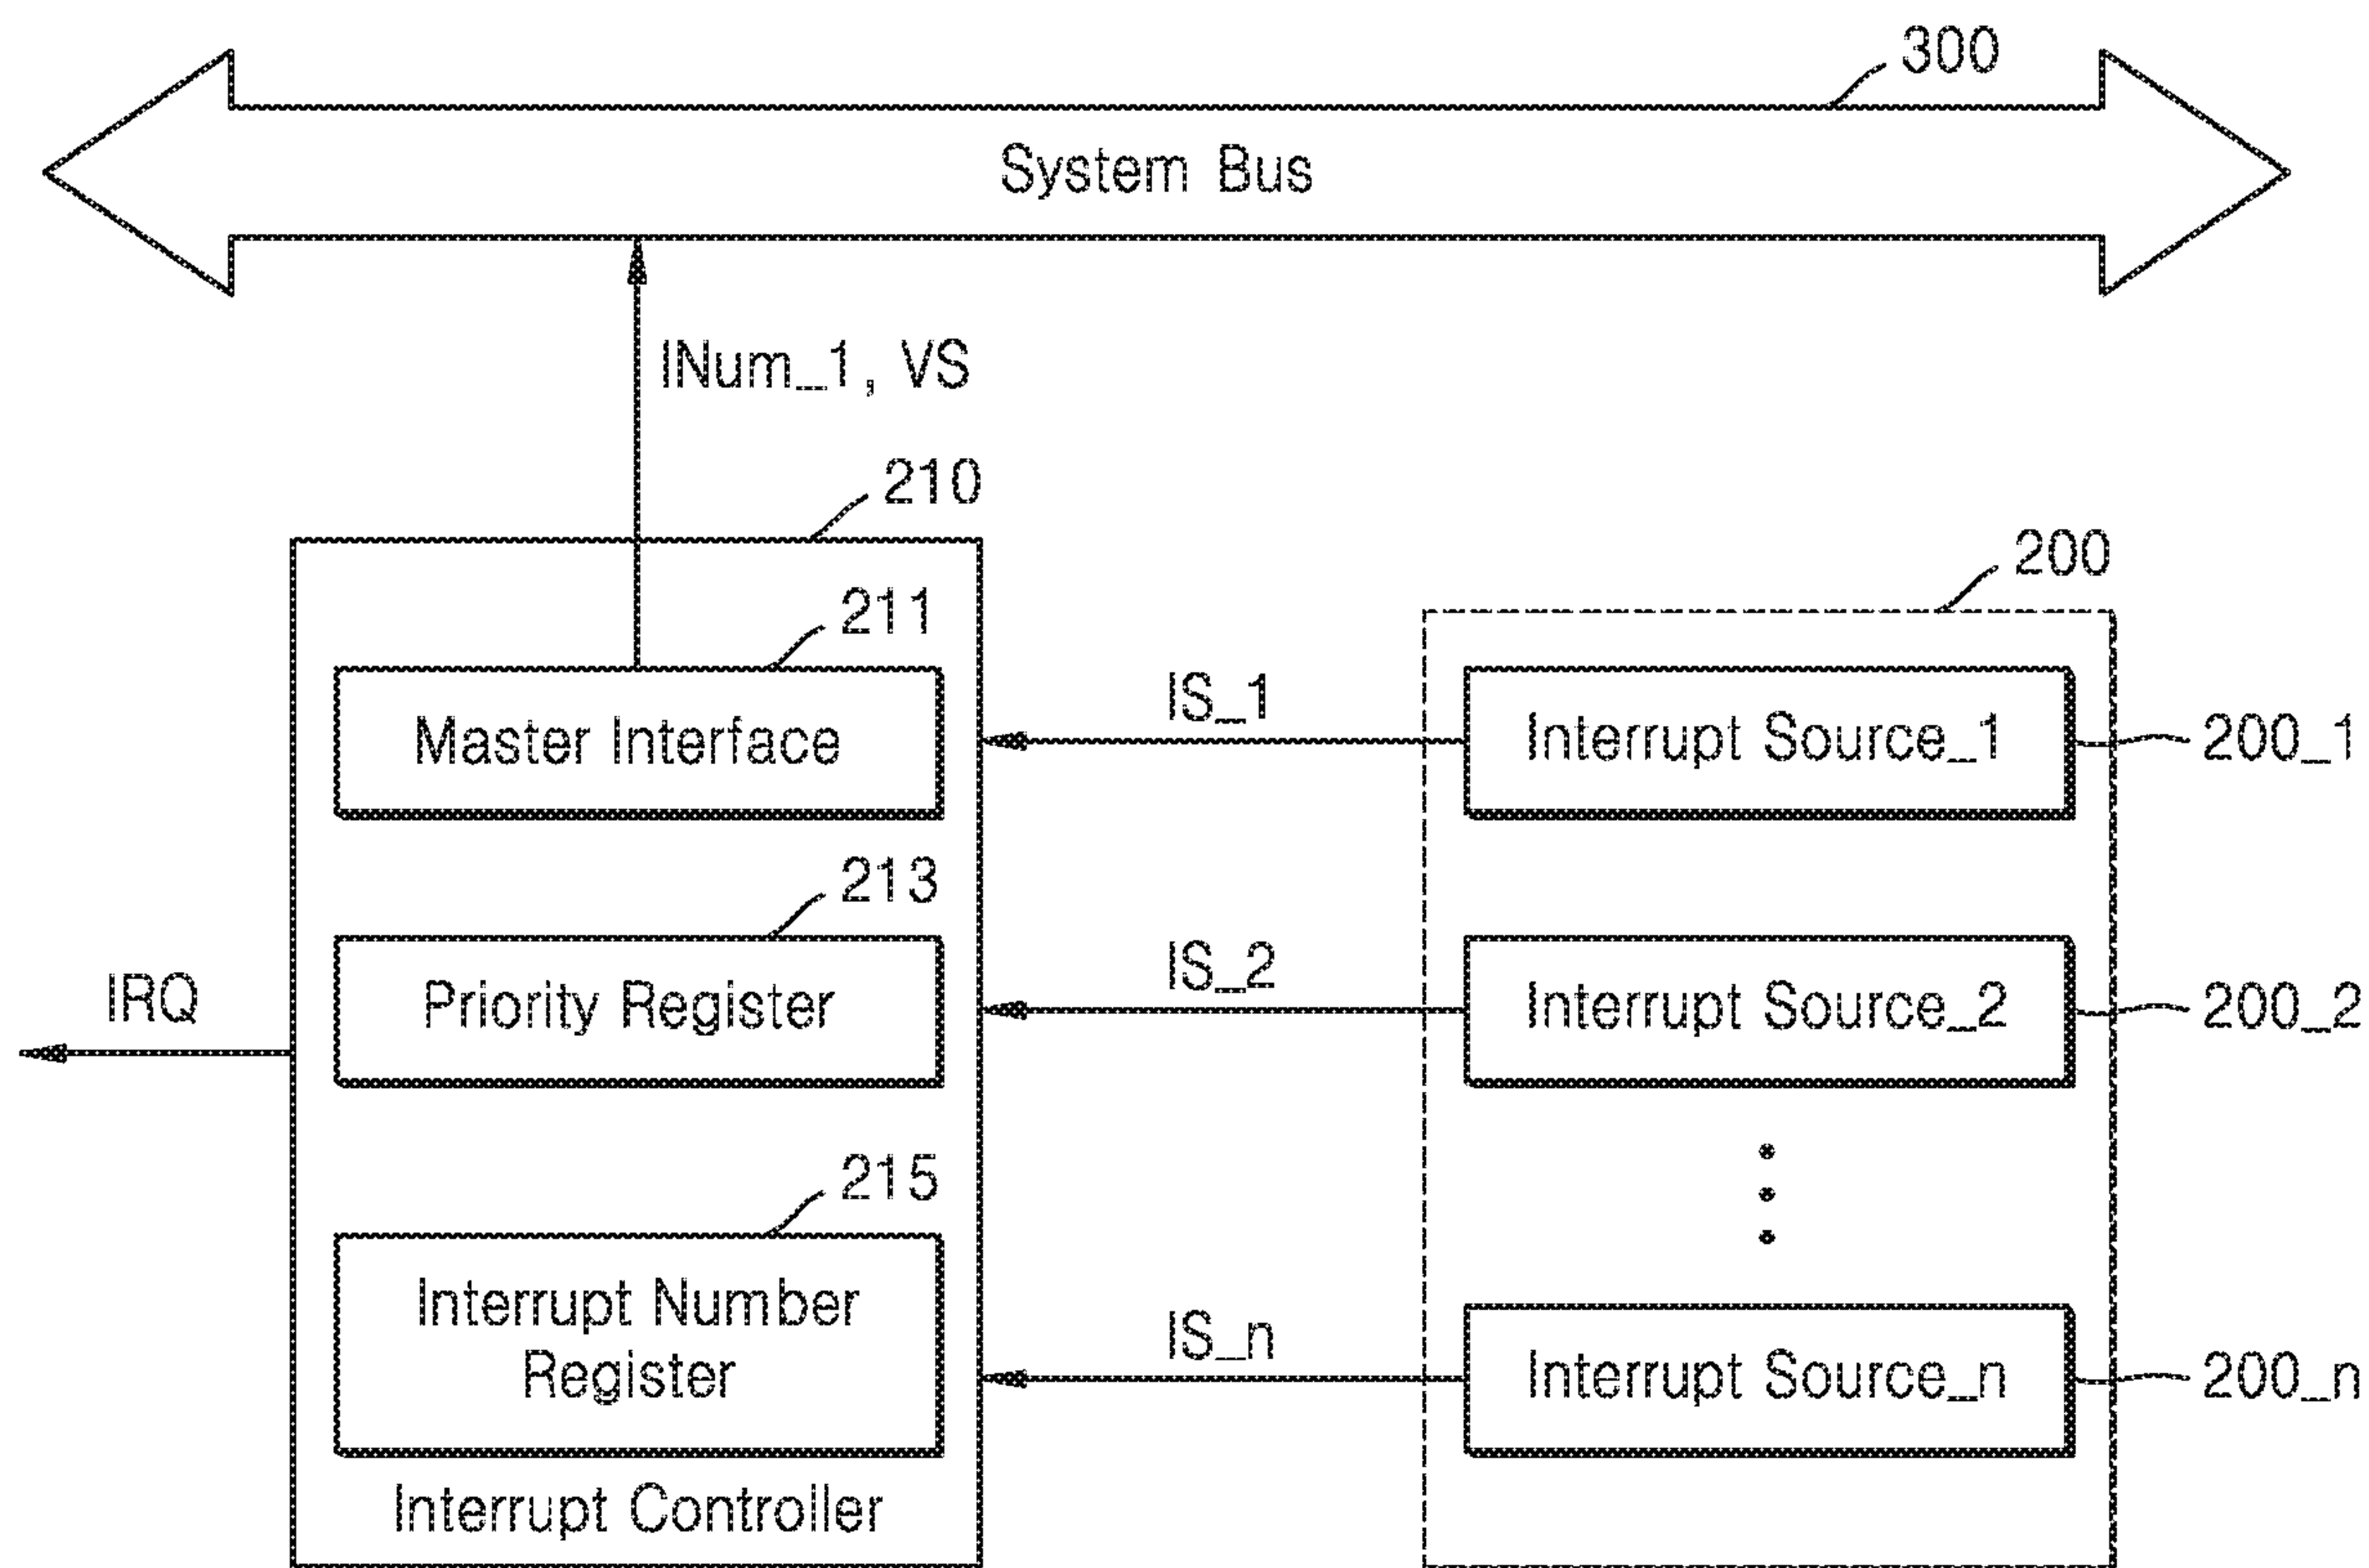 300
System Bus
INum_1, VS
210
200
211
IS_1
Master Interface
Interrupt Source_1
200_1
213
IS_2
IRQ
Priority Register
Interrupt Source_2
200_2
215
Interrupt Number
Register
IS_n
Interrupt Source_n
200_n
Interrupt Controller